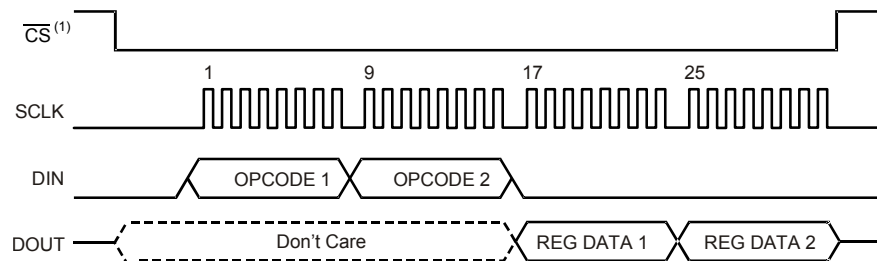 CS (1)
1 9 17 25
SCLK
DIN OPCODE 1 OPCODE 2
DOUT Don't Care REG DATA 1 REG DATA 2